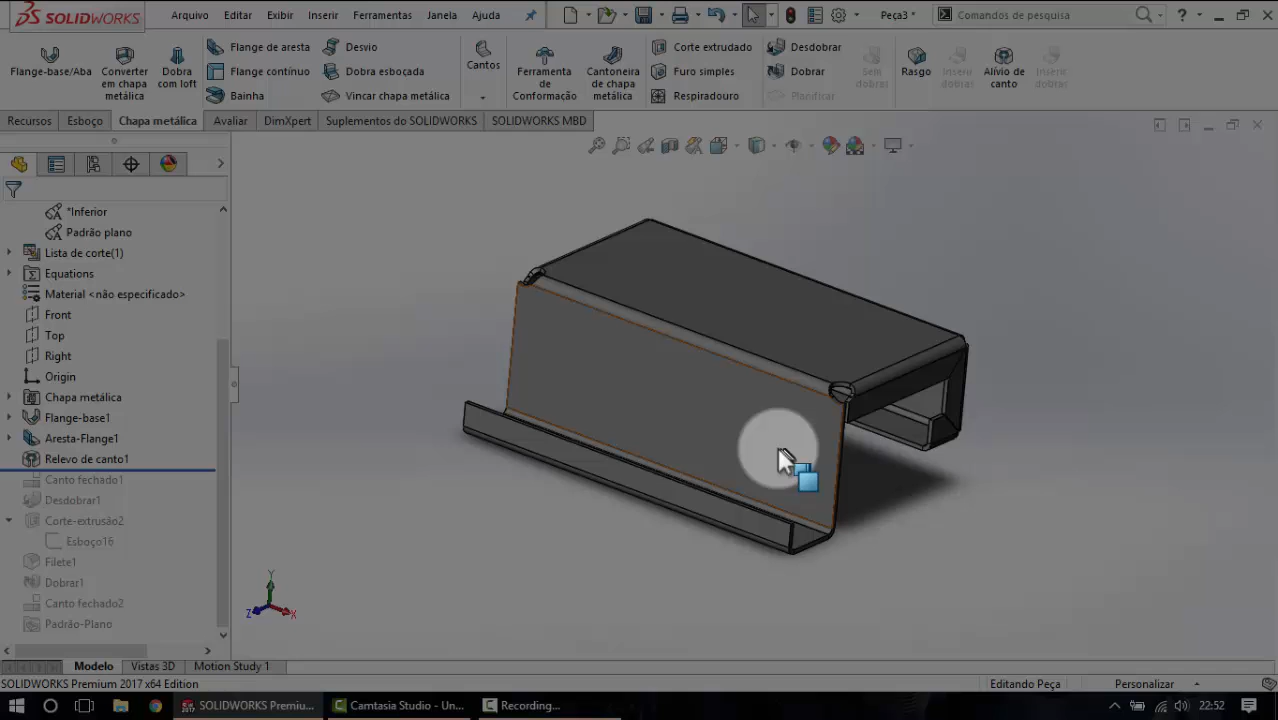 SOLIDWORKS Arquivo Editar Exibir Inserir Ferramentas Janela Ajuda Peça3 * Comandos de pesquisa ?
Flange-base/Aba
Converter em chapa metálica
Dobra com loft
Flange de aresta
Flange contínuo
Bainha
Desvio
Dobra esboçada
Vincar chapa metálica
Cantos
Ferramenta de Conformação
Cantoneira de chapa metálica
Corte extrudado
Furo simples
Respiradouro
Desdobrar
Dobrar
Planificar
Sem dobrar
Rasgo
Inserir dobrar
Alívio de canto
Inserir dobrar
Recursos Esboço Chapa metálica Avaliar DimXpert Suplementos do SOLIDWORKS SOLIDWORKS MBD
*Inferior
Padrão plano
Lista de corte(1)
Equations
Material <não especificado>
Front
Top
Right
Origin
Chapa metálica
Flange-base1
Aresta-Flange1
Relevo de canto1
Canto fechado1
Desdobrar1
Corte-extrusão2
Esboço16
Filete1
Dobrar1
Canto fechado2
Padrão-Plano
Y
Z
X
Modelo Vistas 3D Motion Study 1
SOLIDWORKS Premium 2017 x64 Edition Editando Peça Personalizar
SOLIDWORKS Premiu... Camtasia Studio - Un... Recording... 22:52